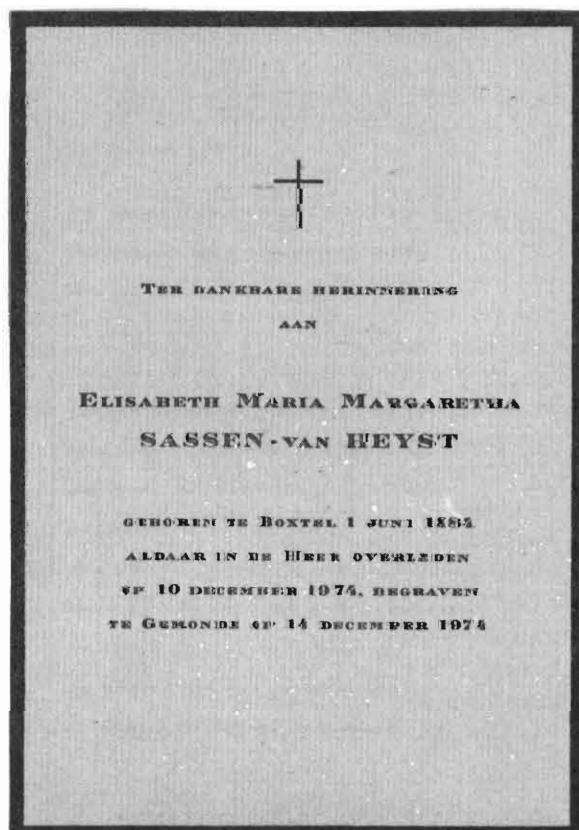 TER DANKBARE HERINNERING
AAN
ELISABETH MARIA MARGARETHA
SASSEN - VAN HEYST
GEBOREN TE BOXTEL 1 JUNI 1884
ALDAAR IN DE HEER OVERLEDEN
OP 10 DECEMBER 1974, BEGRAVEN
TE GEMONDE OP 14 DECEMBER 1974